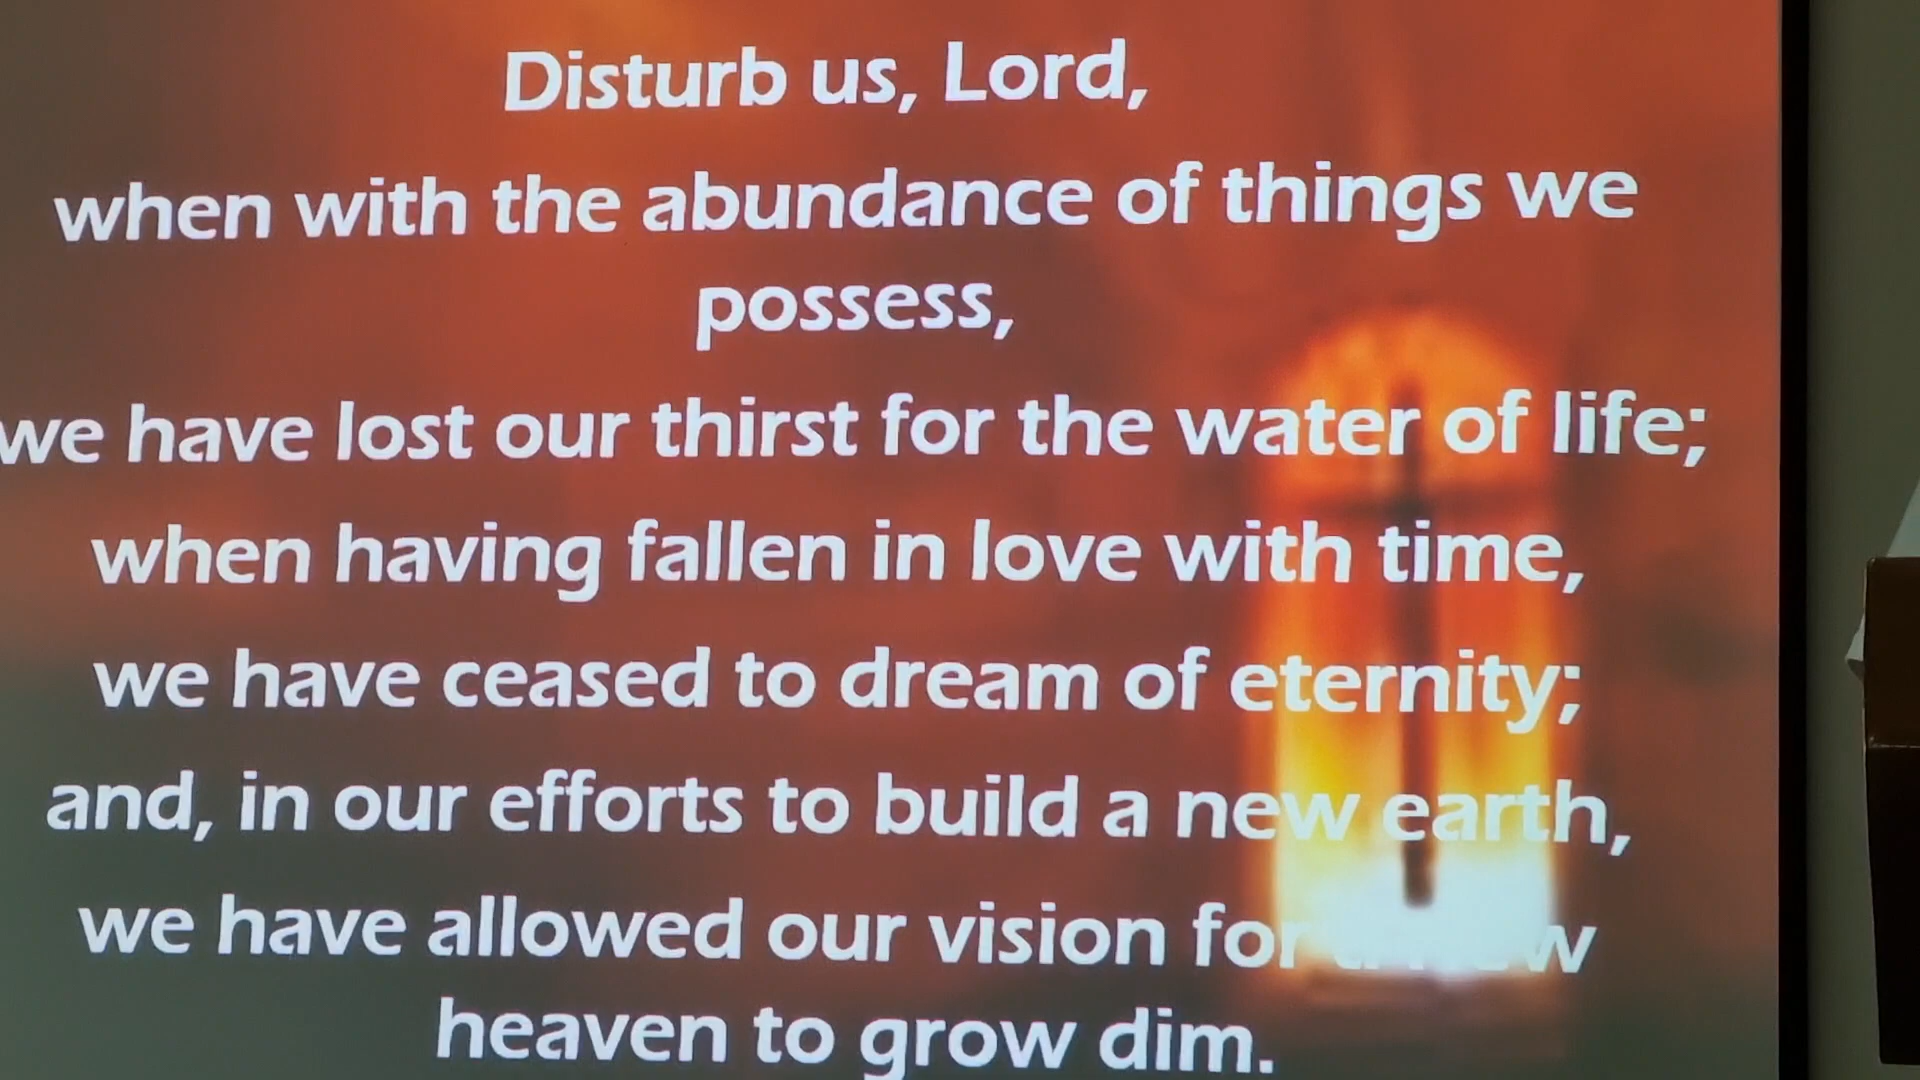 Disturb us, Lord,
when with the abundance of things we
possess,
we have lost our thirst for the water of life;
when having fallen in love with time,
we have ceased to dream of eternity;
and, in our efforts to build a new earth,
we have allowed our vision for
heaven to grow dim.